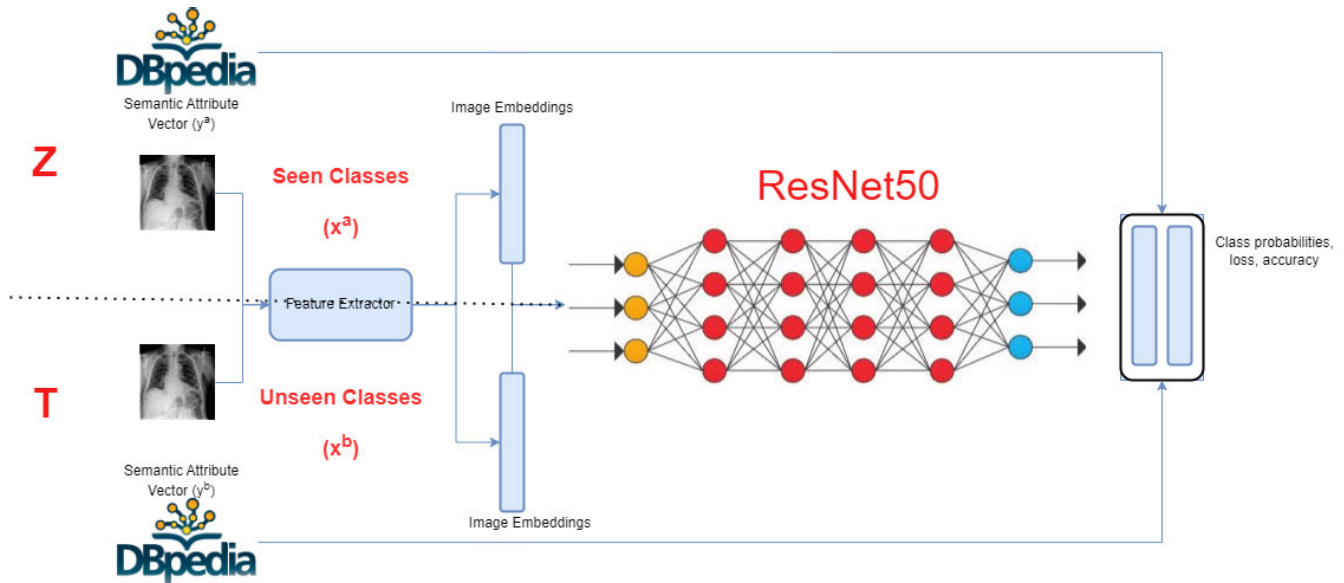 DBpedia
Semantic Attribute
Vector (yᵃ)
Image Embeddings
Z
Seen Classes
(xᵃ)
ResNet50
Class probabilities,
loss, accuracy
Feature Extractor
T
Unseen Classes
(xᵇ)
Semantic Attribute
Vector (yᵇ)
Image Embeddings
DBpedia